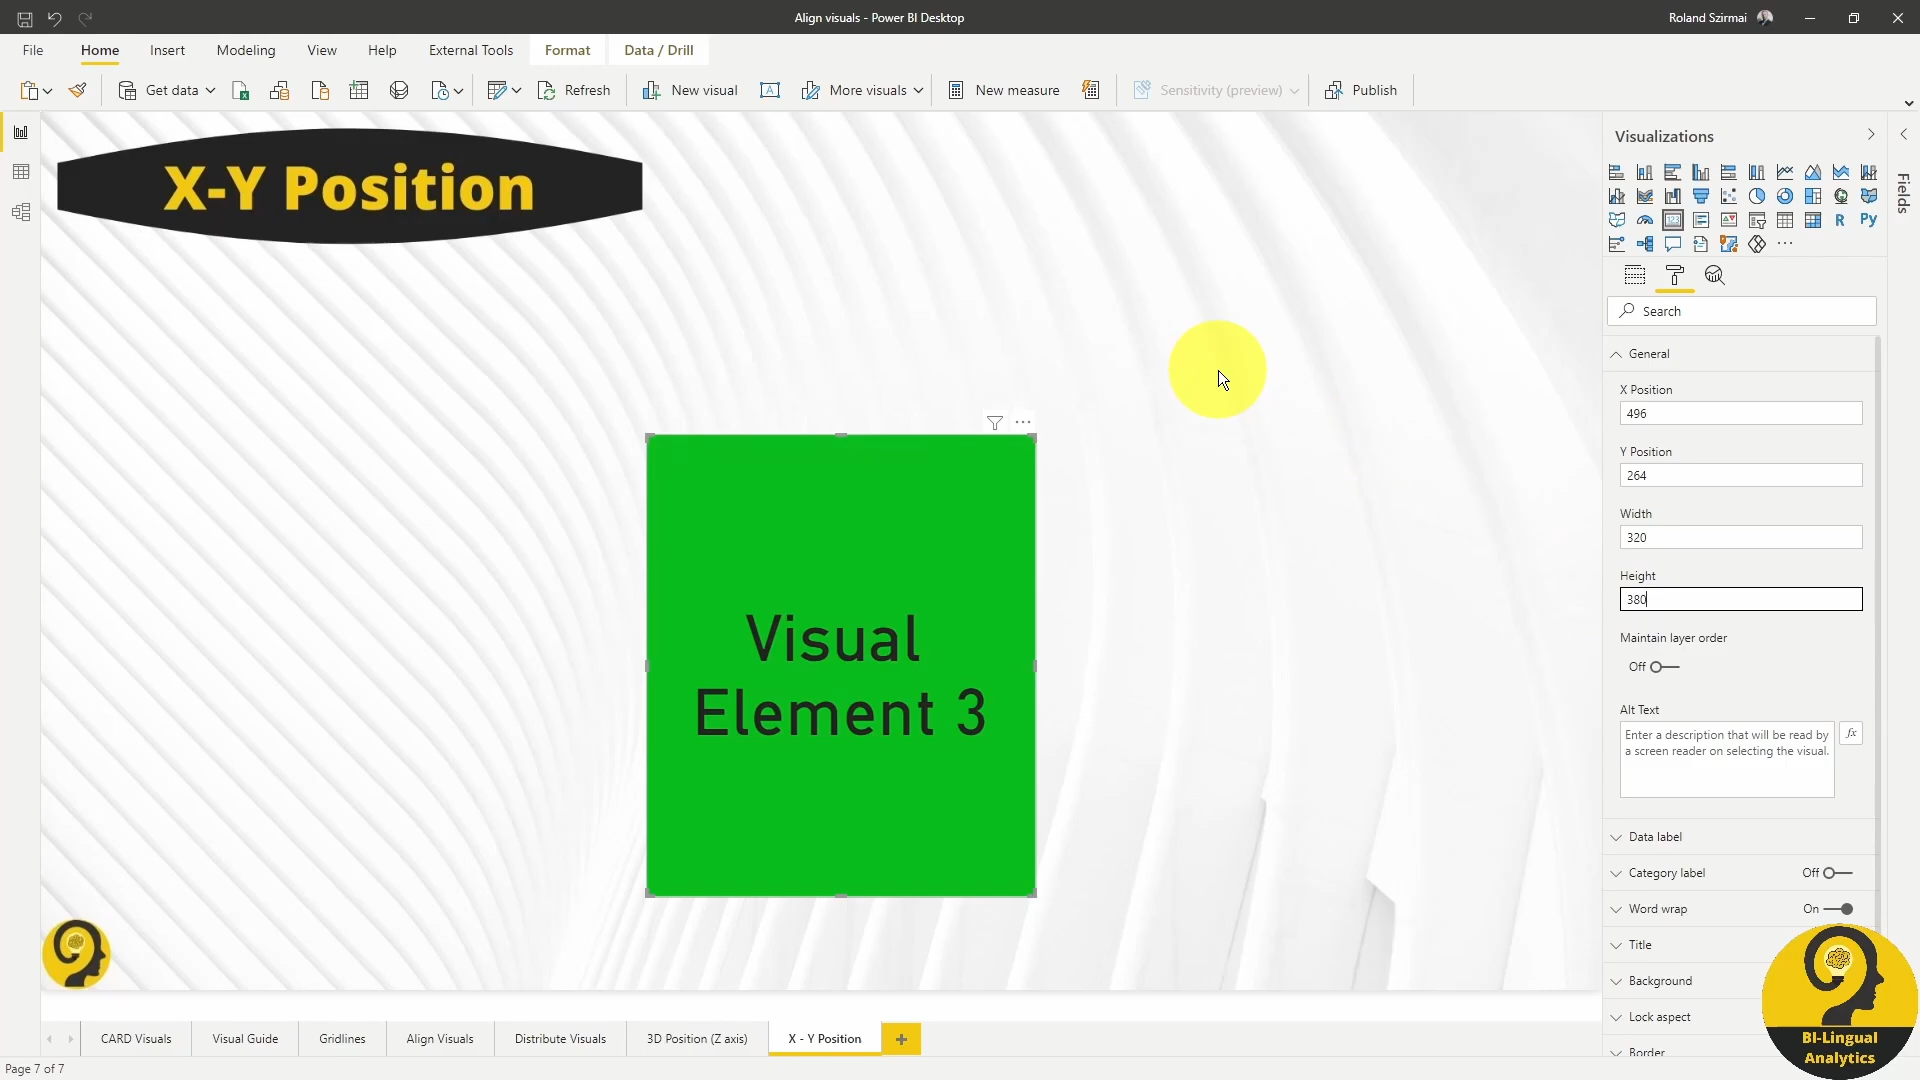 Align visuals - Power BI Desktop
Roland Szirmai
File
Home
Insert
Modeling
View
Help
External Tools
Format
Data / Drill
Get data
Refresh
New visual
More visuals
New measure
Sensitivity (preview)
Publish
X-Y Position
Visual
Element 3
Visualizations
Fields
R
Py
Search
General
X Position
496
Y Position
264
Width
320
Height
380
Maintain layer order
Off
Alt Text
Enter a description that will be read by
a screen reader on selecting the visual.
fx
Data label
Category label
Off
Word wrap
On
Title
Background
Lock aspect
Border
BI-Lingual
Analytics
CARD Visuals
Visual Guide
Gridlines
Align Visuals
Distribute Visuals
3D Position (Z axis)
X - Y Position
Page 7 of 7